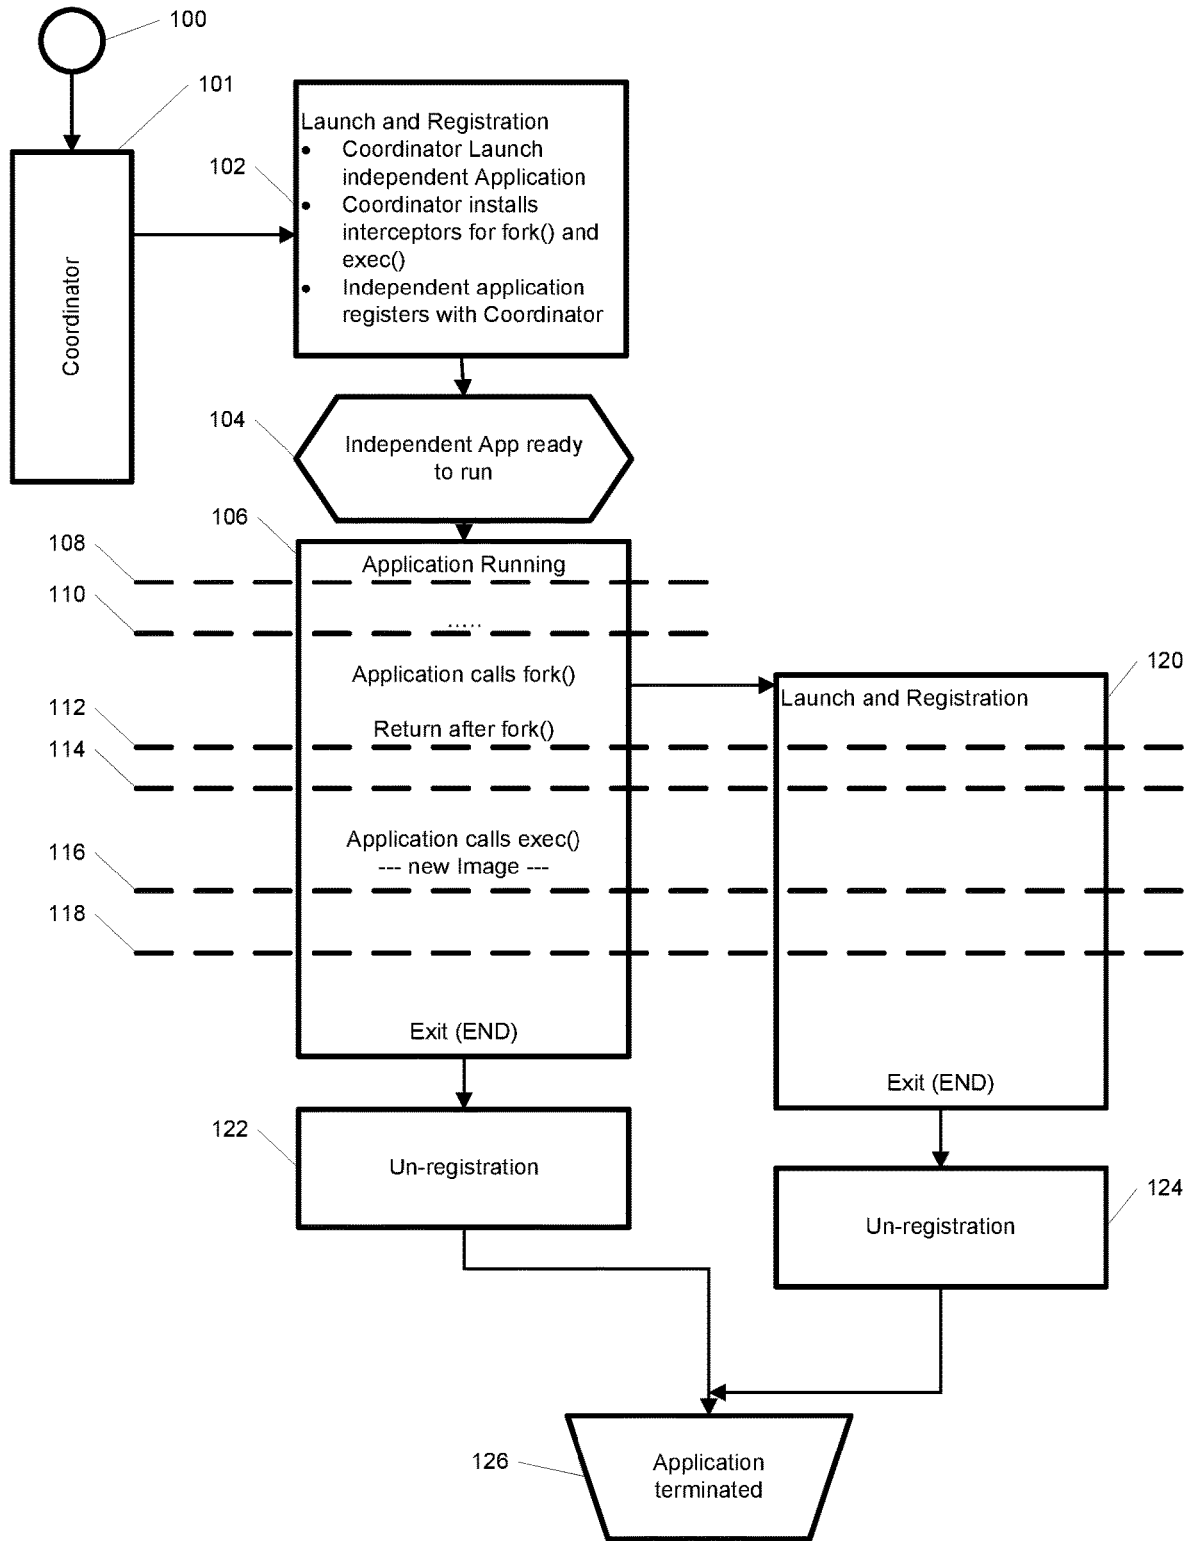 100
101
Coordinator
102
Launch and Registration
• Coordinator Launch
independent Application
• Coordinator installs
interceptors for fork() and
exec()
• Independent application
registers with Coordinator
104
Independent App ready
to run
106
Application Running
108
110
.....
Application calls fork()
120
Launch and Registration
112
Return after fork()
114
Application calls exec()
--- new Image ---
116
118
Exit (END)
Exit (END)
122
Un-registration
124
Un-registration
126
Application
terminated